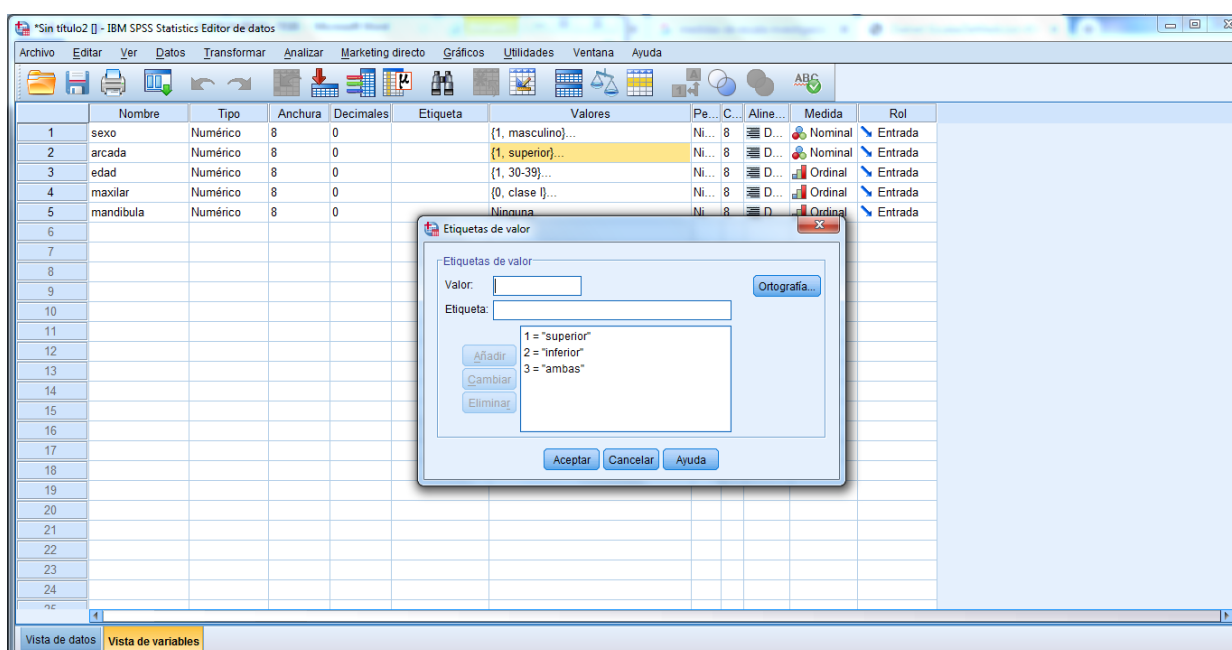 *Sin título2 [] - IBM SPSS Statistics Editor de datos
Archivo Editar Ver Datos Transformar Analizar Marketing directo Gráficos Utilidades Ventana Ayuda
Nombre Tipo Anchura Decimales Etiqueta Valores Pe... C... Aline... Medida Rol
1 sexo Numérico 8 0 {1, masculino}... Ni... 8 D... Nominal Entrada
2 arcada Numérico 8 0 {1, superior}... Ni... 8 D... Nominal Entrada
3 edad Numérico 8 0 {1, 30-39}... Ni... 8 D... Ordinal Entrada
4 maxilar Numérico 8 0 {0, clase I}... Ni... 8 D... Ordinal Entrada
5 mandibula Numérico 8 0 Ninguna Ni... 8 D... Ordinal Entrada
6
7
8
9
10
11
12
13
14
15
16
17
18
19
20
21
22
23
24
25
Etiquetas de valor
Etiquetas de valor
Valor:
Ortografía...
Etiqueta:
1 = "superior"
2 = "inferior"
3 = "ambas"
Añadir
Cambiar
Eliminar
Aceptar Cancelar Ayuda
Vista de datos Vista de variables